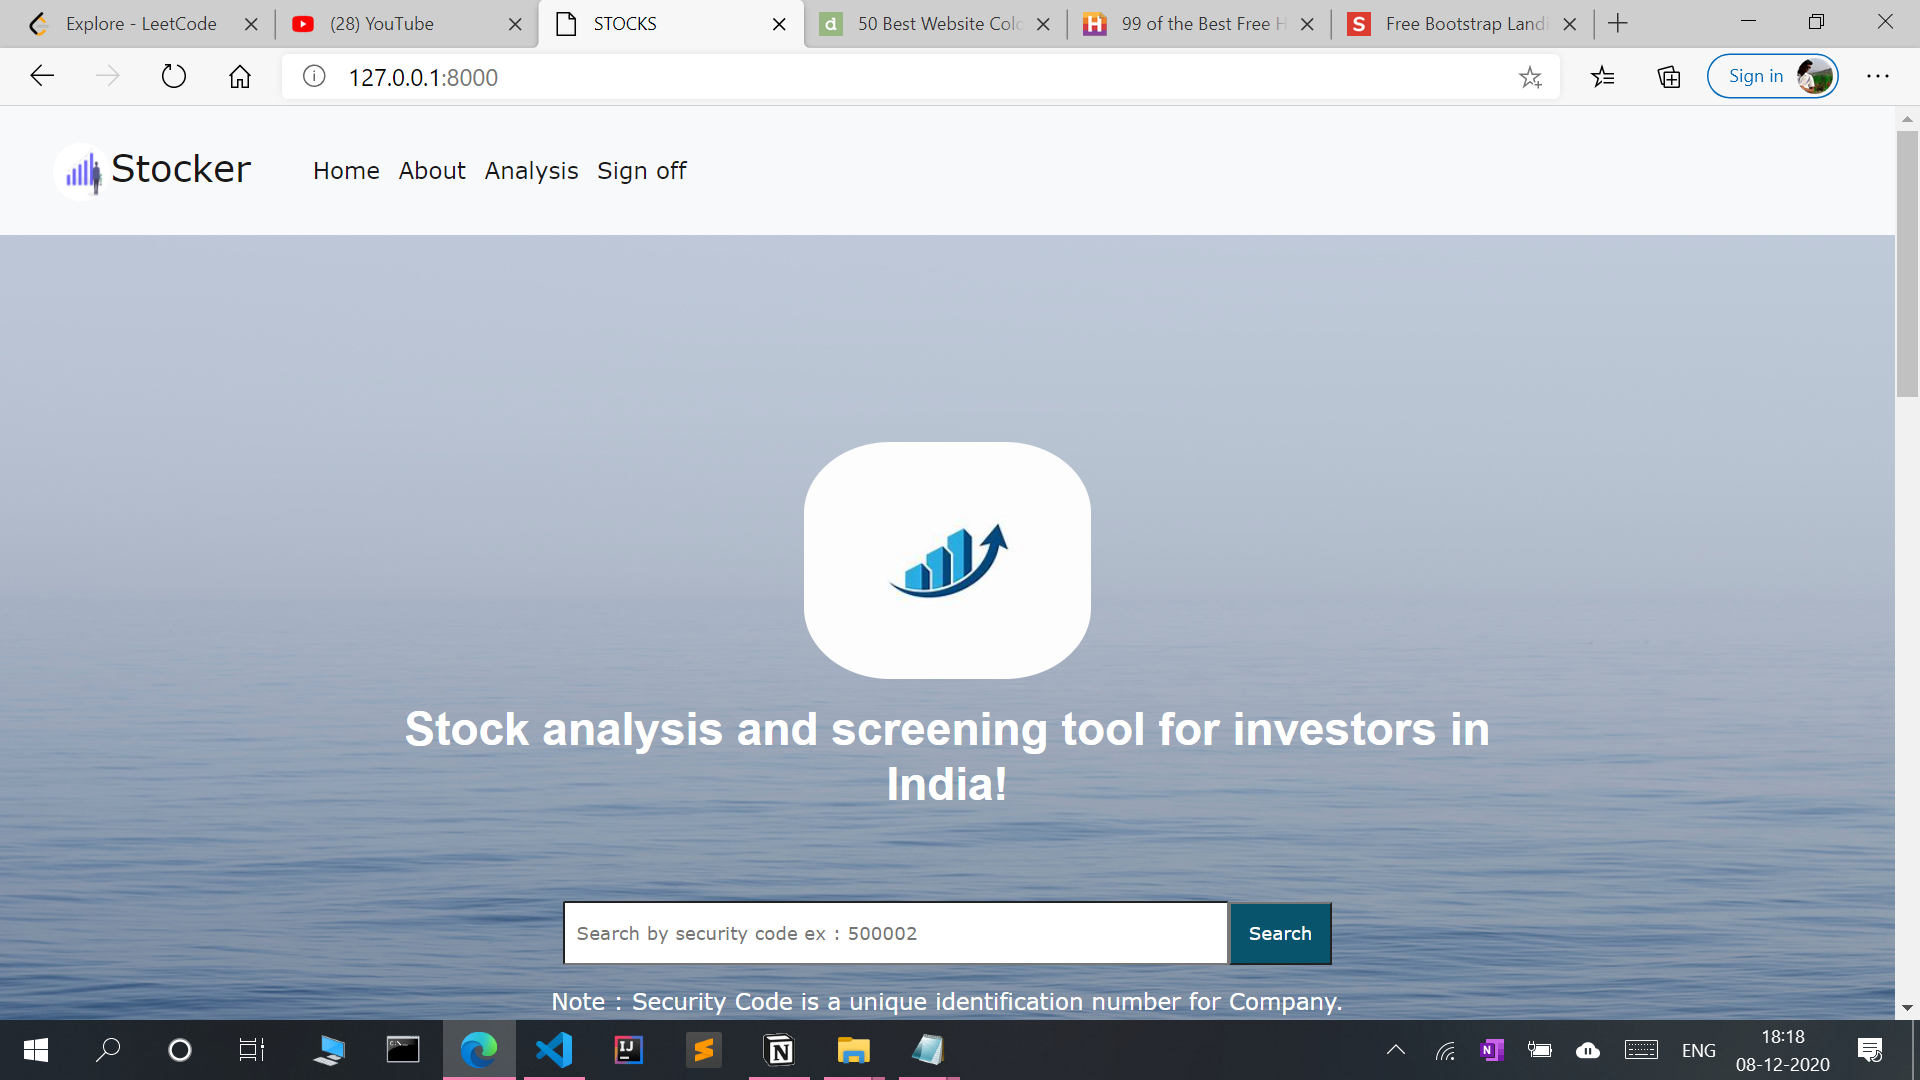 Explore - LeetCode
(28) YouTube
STOCKS
50 Best Website Colo
99 of the Best Free H
Free Bootstrap Landi
127.0.0.1:8000
Sign in
Stocker
Home About Analysis Sign off
Stock analysis and screening tool for investors in
India!
Search by security code ex : 500002
Search
Note : Security Code is a unique identification number for Company.
ENG
18:18
08-12-2020